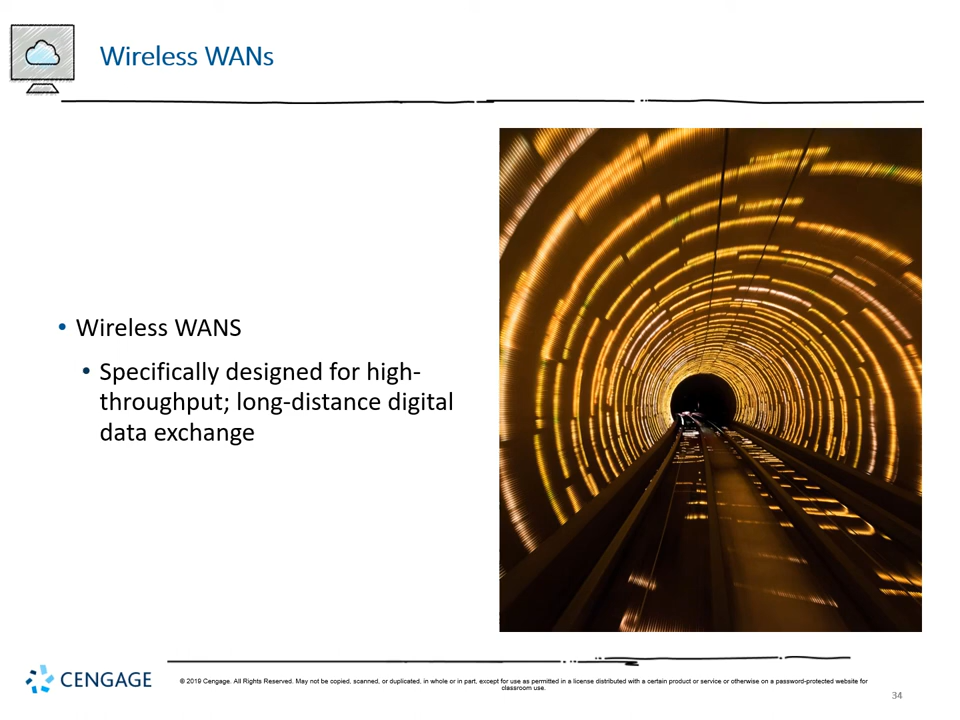 Wireless WANs
• Wireless WANS
• Specifically designed for high-
throughput; long-distance digital
data exchange
CENGAGE
© 2019 Cengage. All Rights Reserved. May not be copied, scanned, or duplicated, in whole or in part, except for use as permitted in a license distributed with a certain product or service or otherwise on a password-protected website for
classroom use.
34